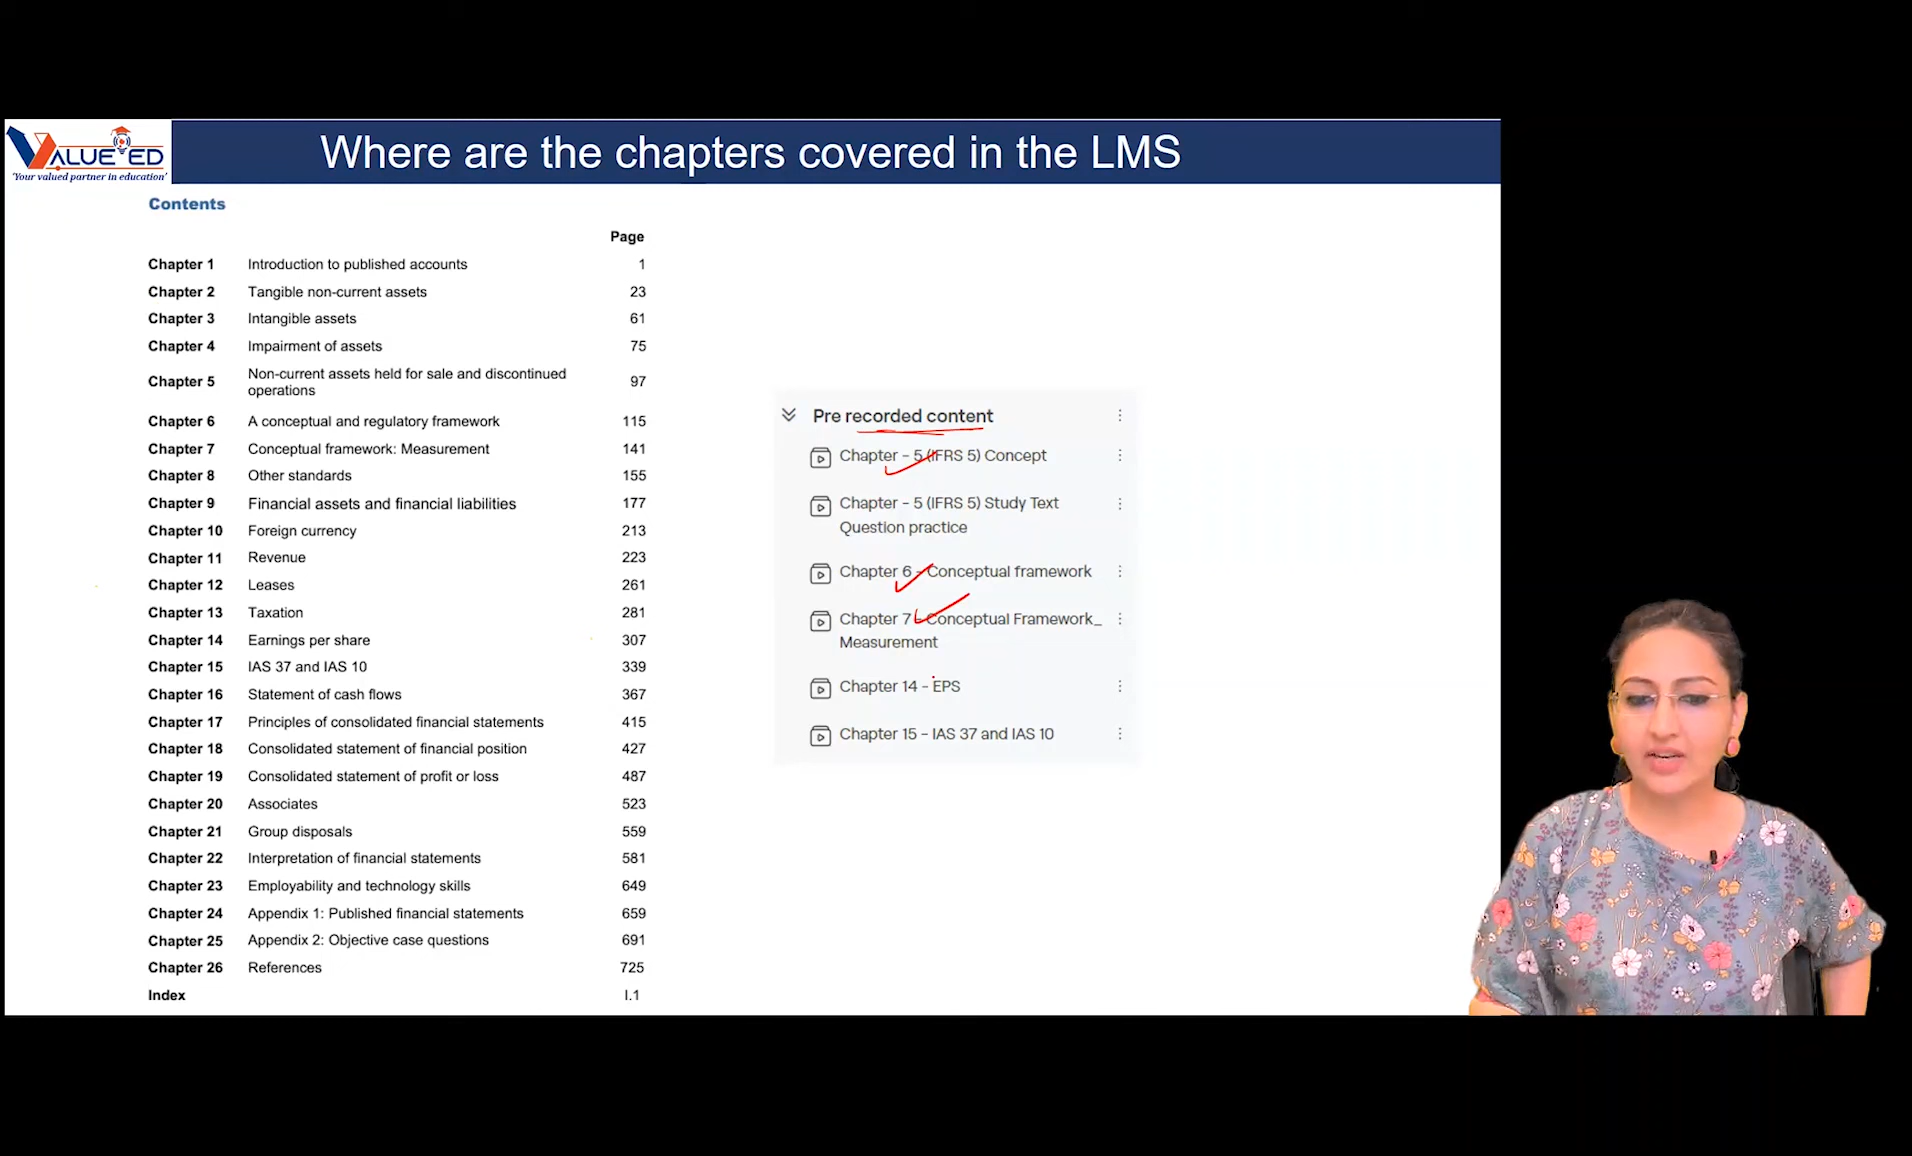 VALUE ED
'Your valued partner in education'
Where are the chapters covered in the LMS
Contents
Page
Chapter 1 Introduction to published accounts 1
Chapter 2 Tangible non-current assets 23
Chapter 3 Intangible assets 61
Chapter 4 Impairment of assets 75
Chapter 5 Non-current assets held for sale and discontinued
operations 97
Chapter 6 A conceptual and regulatory framework 115
Chapter 7 Conceptual framework: Measurement 141
Chapter 8 Other standards 155
Chapter 9 Financial assets and financial liabilities 177
Chapter 10 Foreign currency 213
Chapter 11 Revenue 223
Chapter 12 Leases 261
Chapter 13 Taxation 281
Chapter 14 Earnings per share 307
Chapter 15 IAS 37 and IAS 10 339
Chapter 16 Statement of cash flows 367
Chapter 17 Principles of consolidated financial statements 415
Chapter 18 Consolidated statement of financial position 427
Chapter 19 Consolidated statement of profit or loss 487
Chapter 20 Associates 523
Chapter 21 Group disposals 559
Chapter 22 Interpretation of financial statements 581
Chapter 23 Employability and technology skills 649
Chapter 24 Appendix 1: Published financial statements 659
Chapter 25 Appendix 2: Objective case questions 691
Chapter 26 References 725
Index I.1
Pre recorded content
Chapter - 5 (IFRS 5) Concept
Chapter - 5 (IFRS 5) Study Text
Question practice
Chapter 6 - Conceptual framework
Chapter 7 - Conceptual Framework_
Measurement
Chapter 14 - EPS
Chapter 15 - IAS 37 and IAS 10